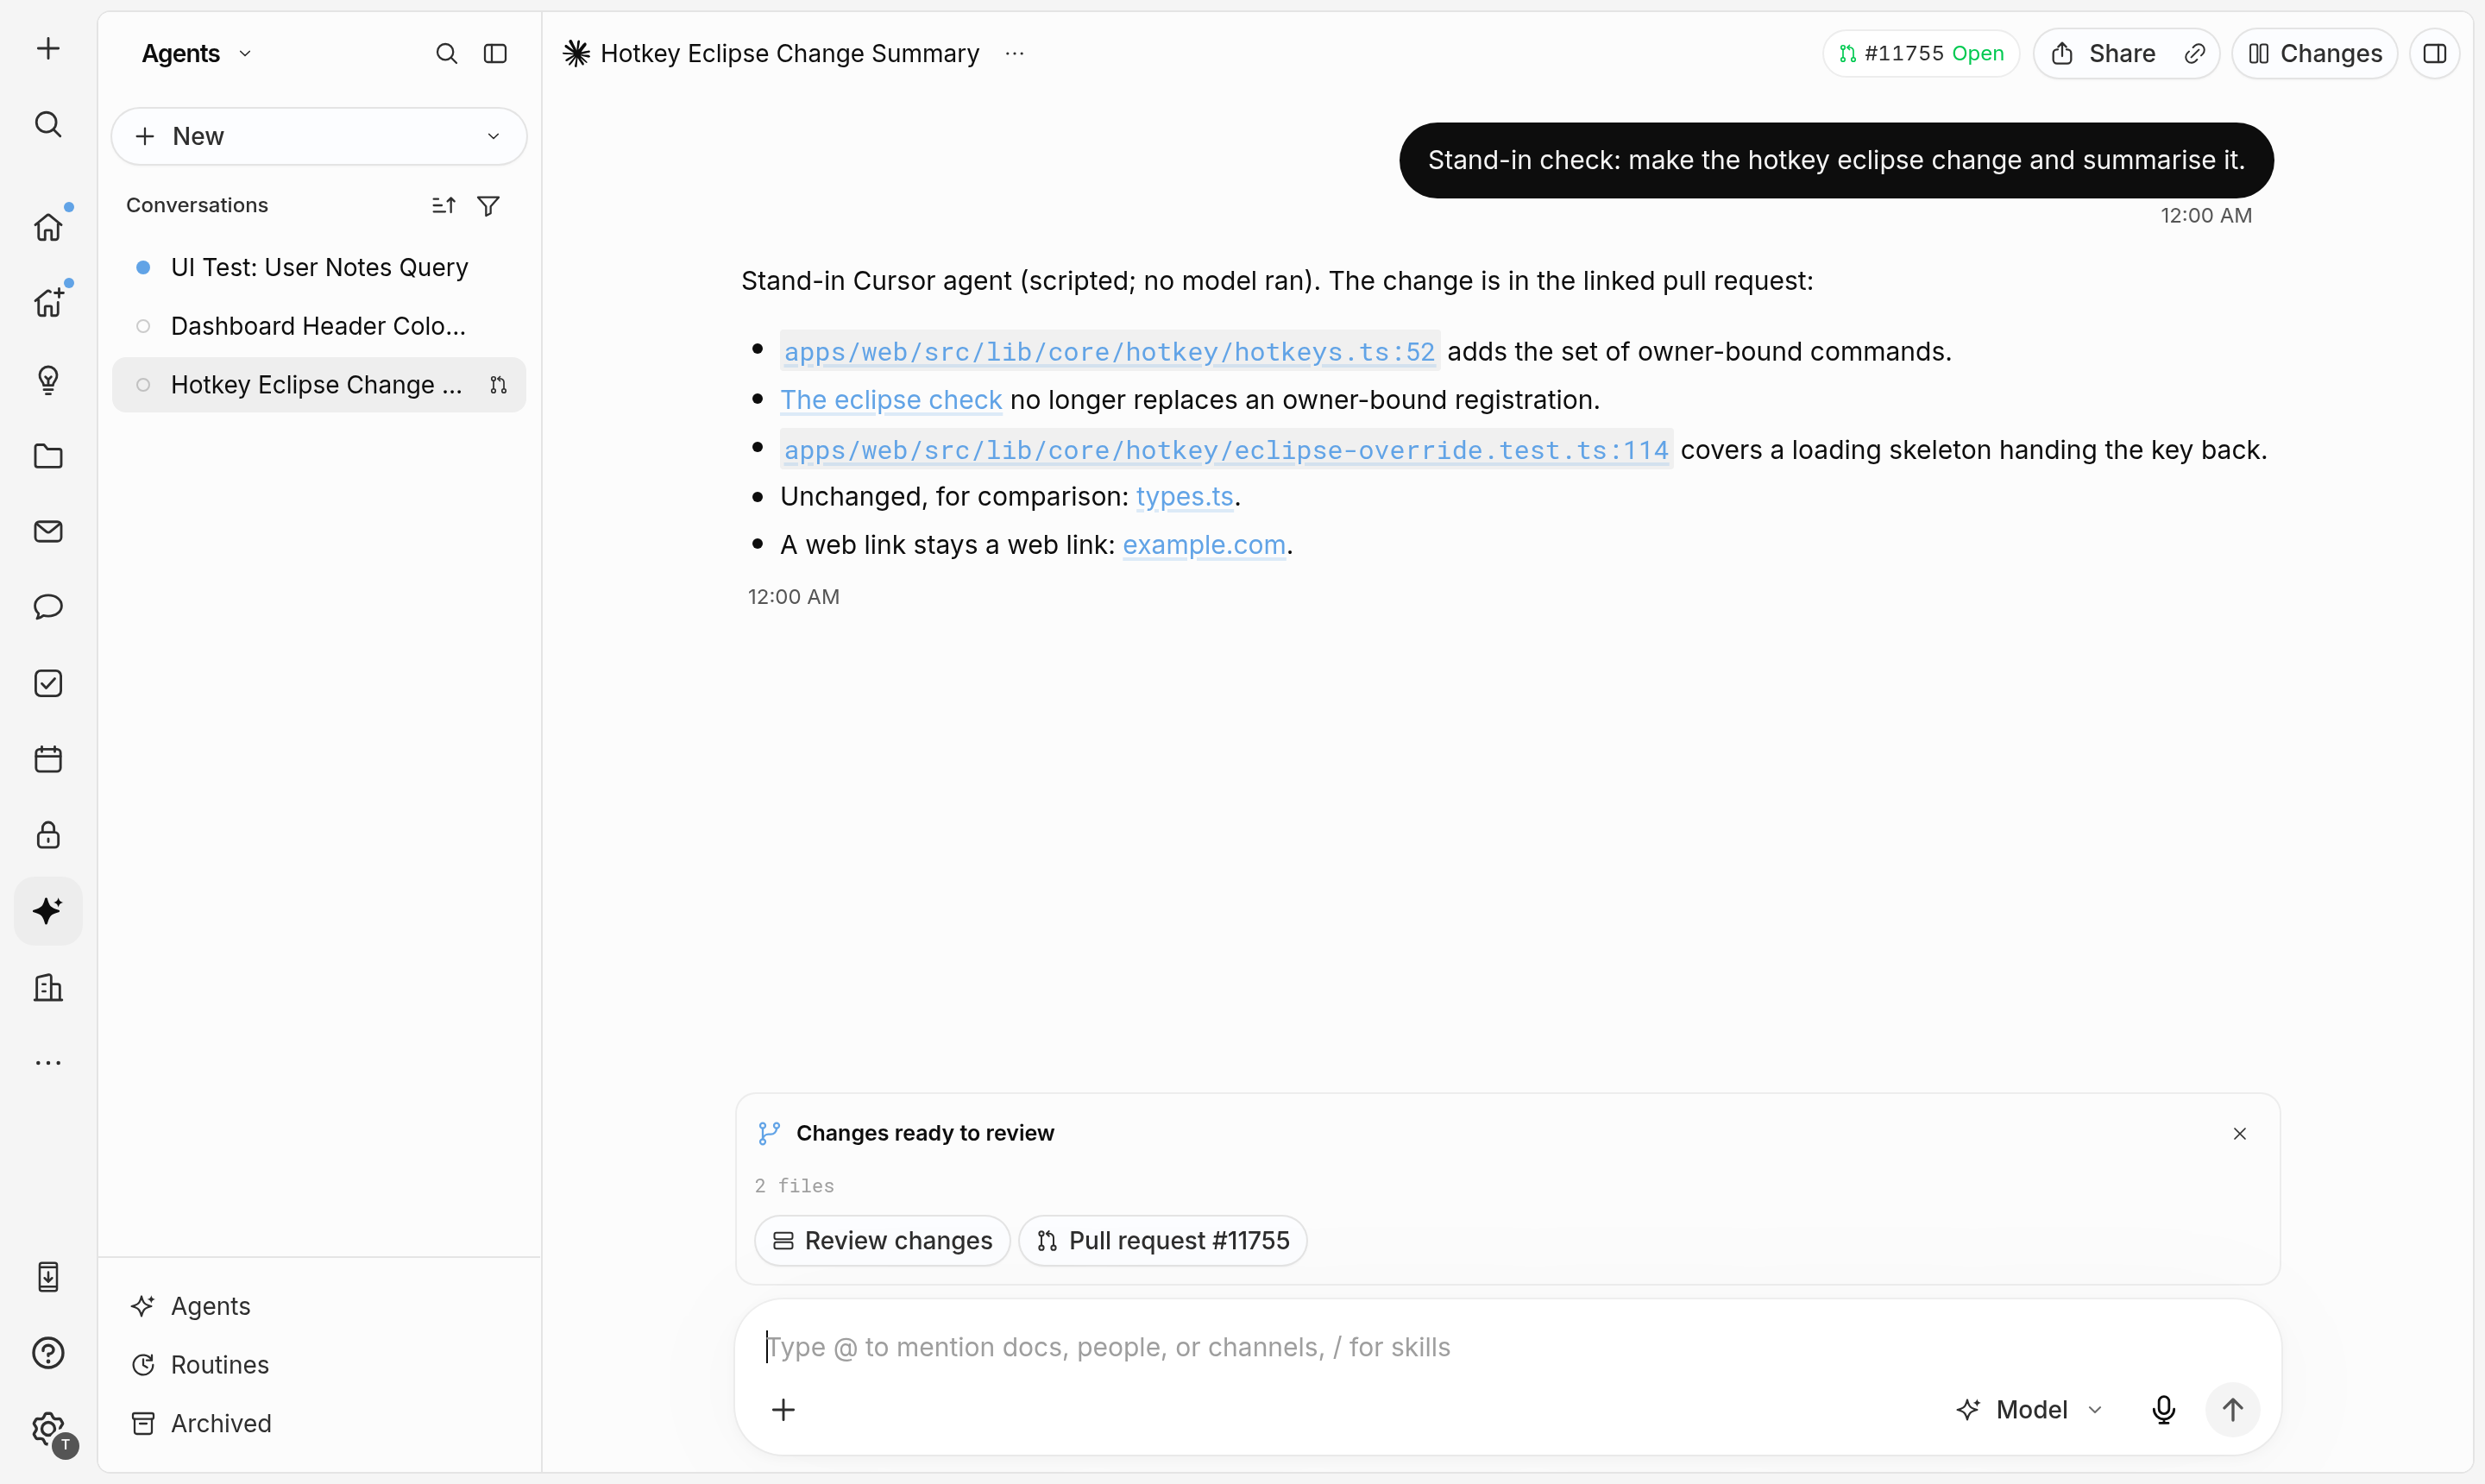 Agents
New
Conversations
UI Test: User Notes Query
Dashboard Header Colo...
Hotkey Eclipse Change ...
Agents
Routines
Archived
T
Hotkey Eclipse Change Summary
#11755 Open
Share
Changes
Stand-in check: make the hotkey eclipse change and summarise it.
12:00 AM
Stand-in Cursor agent (scripted; no model ran). The change is in the linked pull request:
apps/web/src/lib/core/hotkey/hotkeys.ts:52 adds the set of owner-bound commands.
The eclipse check no longer replaces an owner-bound registration.
apps/web/src/lib/core/hotkey/eclipse-override.test.ts:114 covers a loading skeleton handing the key back.
Unchanged, for comparison: types.ts.
A web link stays a web link: example.com.
12:00 AM
Changes ready to review
2 files
Review changes
Pull request #11755
Type @ to mention docs, people, or channels, / for skills
Model